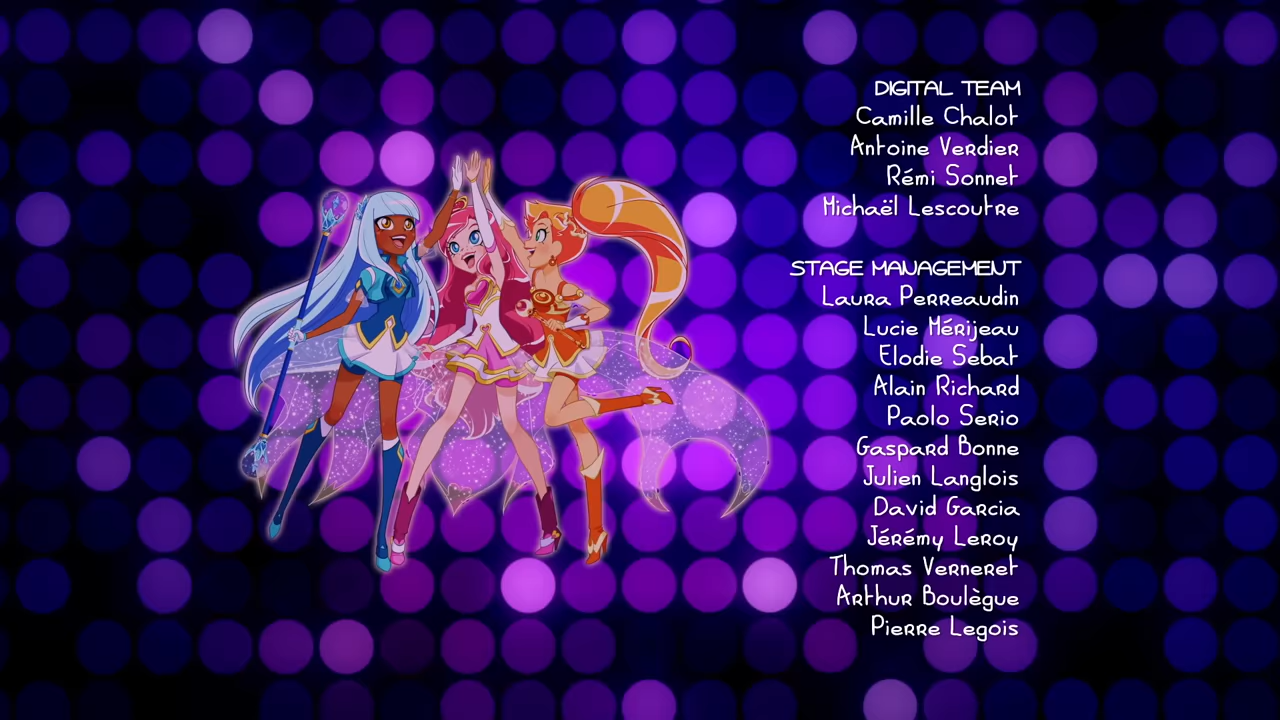 DIGITAL TEAM
Camille Chalot
Antoine Verdier
Rémi Sonnet
Michaël Lescoutre
STAGE MANAGEMENT
Laura Perreaudin
Lucie Mérijeau
Elodie Sebat
Alain Richard
Paolo Serio
Gaspard Bonne
Julien Langlois
David Garcia
Jérémy Leroy
Thomas Verneret
Arthur Boulègue
Pierre Legois